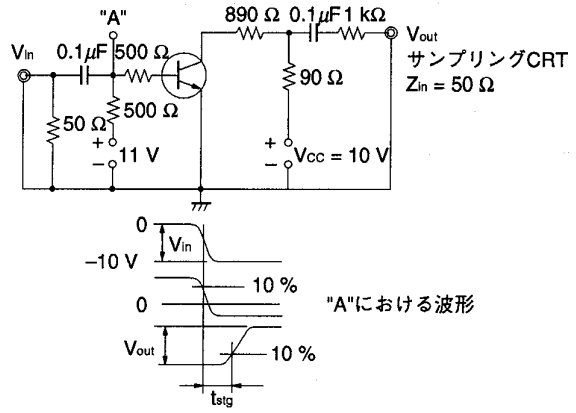 "A"
890 Ω
0.1μF
1 kΩ
Vin
0.1μF
500 Ω
Vout
サンプリングCRT
Zin = 50 Ω
90 Ω
500 Ω
50 Ω
+
11 V
−
+
VCC = 10 V
−
0
Vin
−10 V
10 %
0
"A"における波形
Vout
10 %
tstg